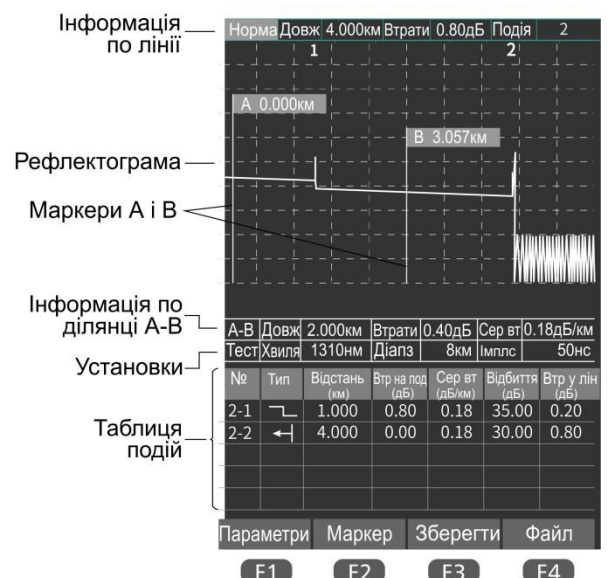 Інформація по лінії
Норма Довж 4.000км Втрати 0.80дБ Подія 2
1 2
А 0.000км
В 3.057км
Рефлектограма
Маркери А і В
Інформація по ділянці А-В
А-В Довж 2.000км Втрати 0.40дБ Сер вт 0.18дБ/км
Установки
Тест Хвиля 1310нм Діапз 8км Імплс 50нс
Таблиця подій
№ Тип Відстань (км) Втр на под (дБ) Сер вт (дБ/км) Відбиття (дБ) Втр у лін (дБ)
2-1 1.000 0.80 0.18 35.00 0.20
2-2 4.000 0.00 0.18 30.00 0.80
Параметри Маркер Зберегти Файл
F1 F2 F3 F4